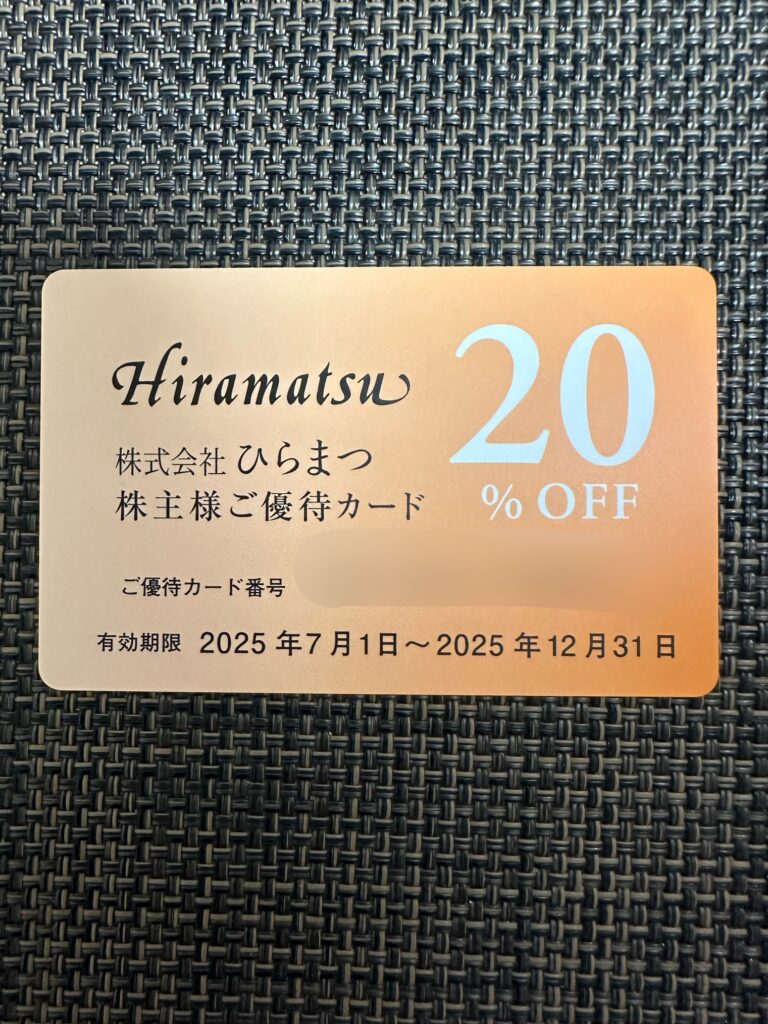 Hiramatsu
株式会社 ひらまつ
株主様ご優待カード
20
% OFF
ご優待カード番号
有効期限 2025 年 7 月 1 日 ～ 2025 年 12 月 31 日